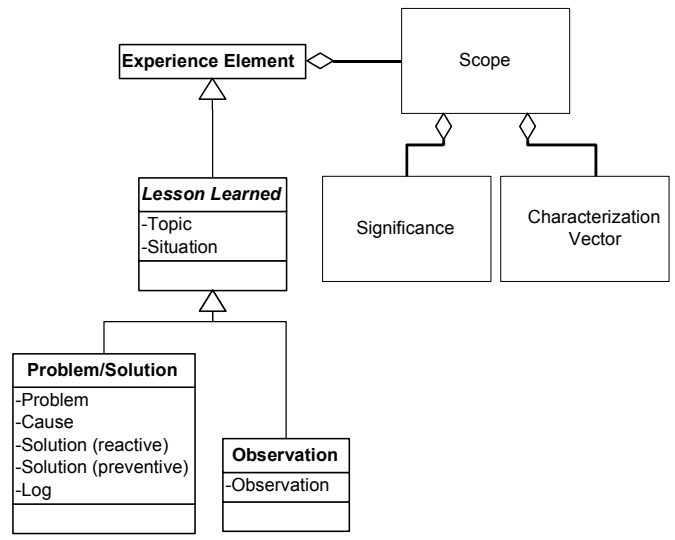 Experience Element
Scope
Significance
Characterization
Vector
Lesson Learned
-Topic
-Situation
Problem/Solution
-Problem
-Cause
-Solution (reactive)
-Solution (preventive)
-Log
Observation
-Observation